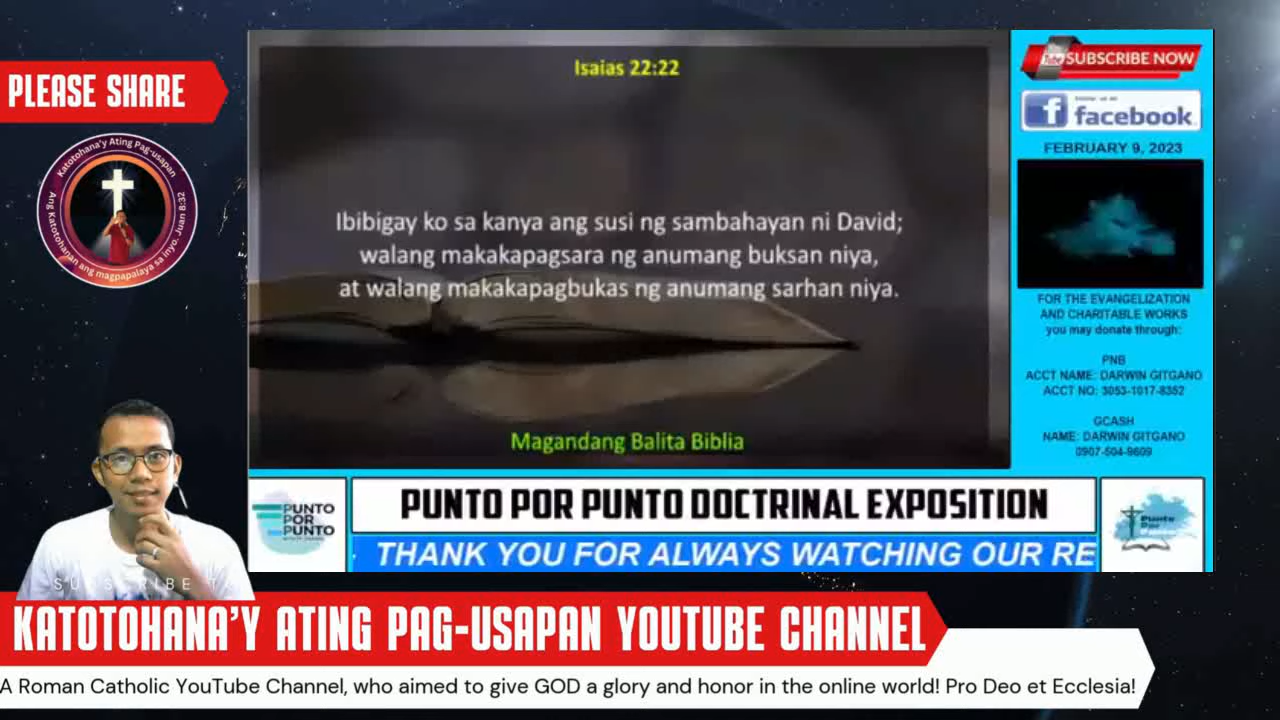 PLEASE SHARE
Katotohana'y Ating Pag-usapan
Ang Katotohanan ang magpapalaya sa inyo. Juan 8:32
Isaias 22:22
Ibibigay ko sa kanya ang susi ng sambahayan ni David;
walang makakapagsara ng anumang buksan niya,
at walang makakapagbukas ng anumang sarhan niya.
Magandang Balita Biblia
SUBSCRIBE NOW
facebook
FEBRUARY 9, 2023
FOR THE EVANGELIZATION
AND CHARITABLE WORKS
you may donate through:
PNB
ACCT NAME: DARWIN GITGANO
ACCT NO: 3053-1017-8352
GCASH
NAME: DARWIN GITGANO
0907-504-9609
PUNTO
POR
PUNTO
PUNTO POR PUNTO DOCTRINAL EXPOSITION
Punto
Por
Punto
THANK YOU FOR ALWAYS WATCHING OUR RE
SUBSCRIBE TA
KATOTOHANA'Y ATING PAG-USAPAN YOUTUBE CHANNEL
A Roman Catholic YouTube Channel, who aimed to give GOD a glory and honor in the online world! Pro Deo et Ecclesia!